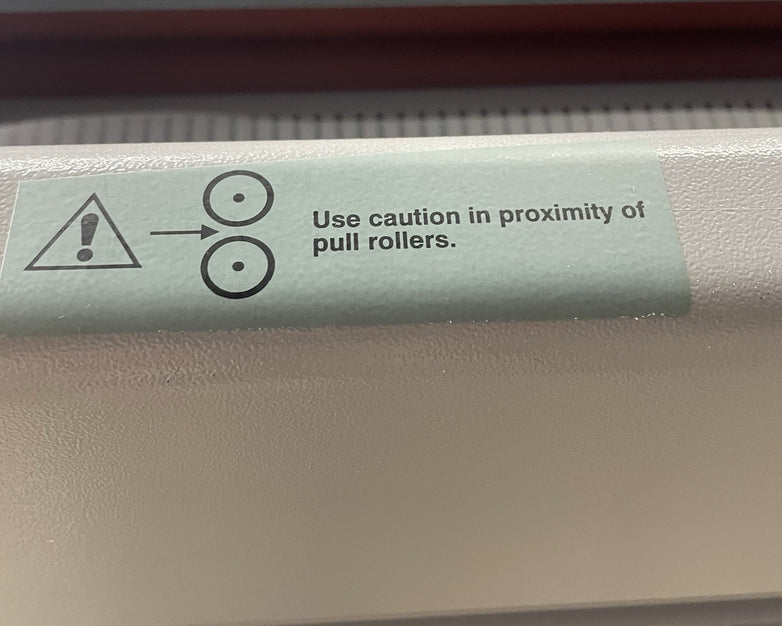 Use caution in proximity of
pull rollers.